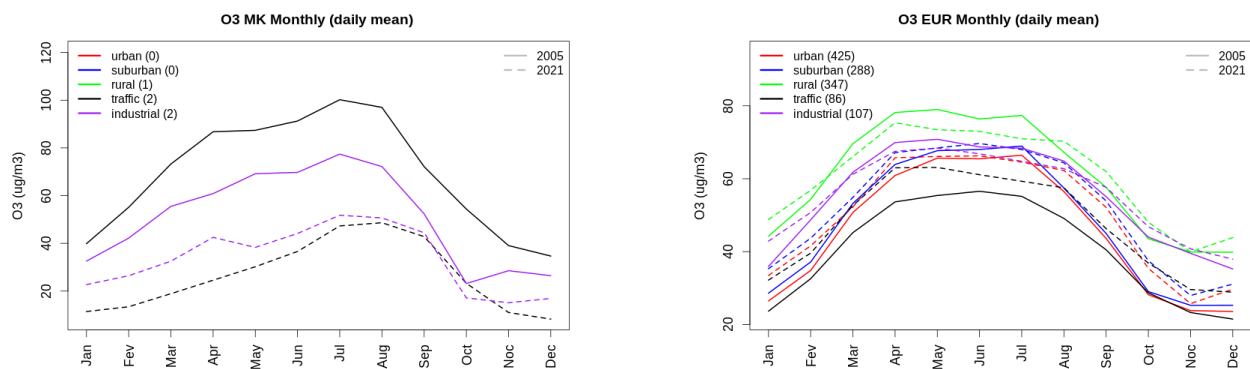 O3 MK Monthly (daily mean)
O3 (ug/m3)
120
100
80
60
40
20
urban (0)
suburban (0)
rural (1)
traffic (2)
industrial (2)
2005
2021
Jan Fev Mar Apr May Jun Jul Aug Sep Oct Noc Dec
O3 EUR Monthly (daily mean)
O3 (ug/m3)
80
60
40
20
urban (425)
suburban (288)
rural (347)
traffic (86)
industrial (107)
2005
2021
Jan Fev Mar Apr May Jun Jul Aug Sep Oct Noc Dec